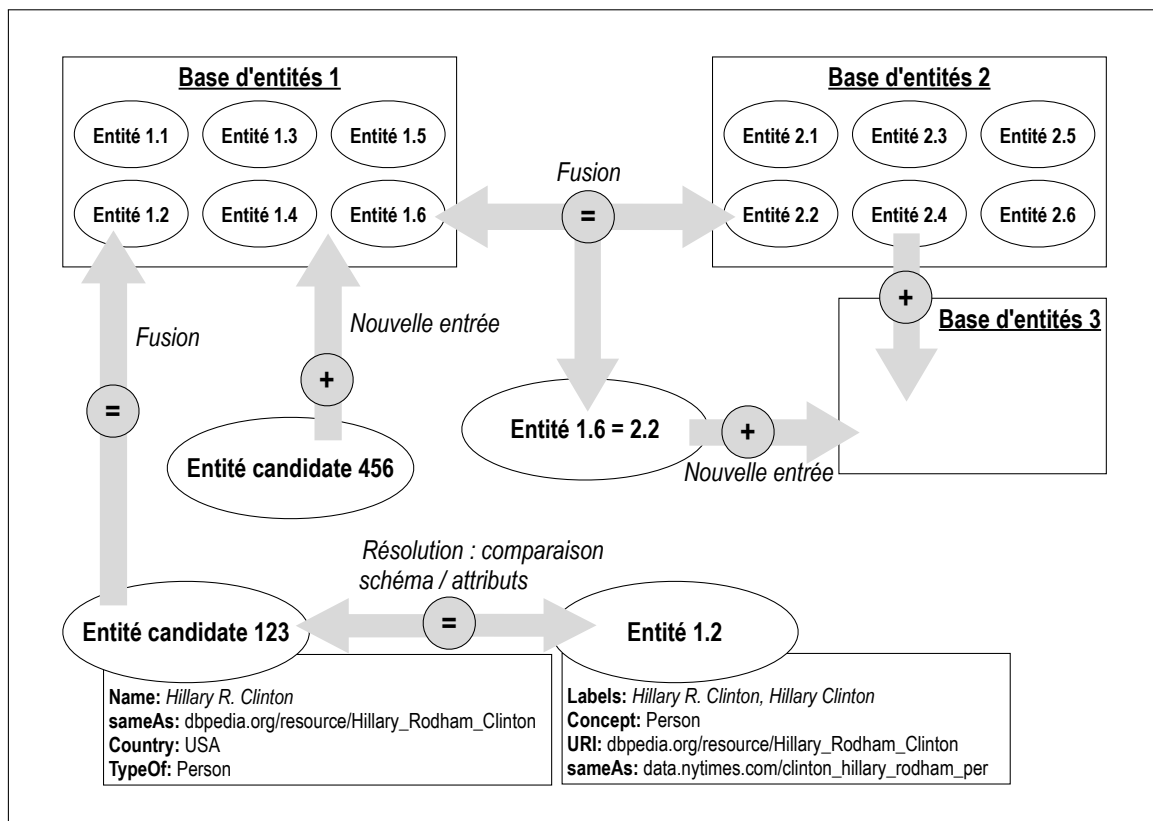 Base d'entités 1
Entité 1.1
Entité 1.3
Entité 1.5
Entité 1.2
Entité 1.4
Entité 1.6
Fusion
=
Base d'entités 2
Entité 2.1
Entité 2.3
Entité 2.5
Entité 2.2
Entité 2.4
Entité 2.6
+
Base d'entités 3
Fusion
=
Nouvelle entrée
+
Entité candidate 456
Entité 1.6 = 2.2
+
Nouvelle entrée
Résolution : comparaison
schéma / attributs
=
Entité candidate 123
Entité 1.2
Name: Hillary R. Clinton
sameAs: dbpedia.org/resource/Hillary_Rodham_Clinton
Country: USA
TypeOf: Person
Labels: Hillary R. Clinton, Hillary Clinton
Concept: Person
URI: dbpedia.org/resource/Hillary_Rodham_Clinton
sameAs: data.nytimes.com/clinton_hillary_rodham_per